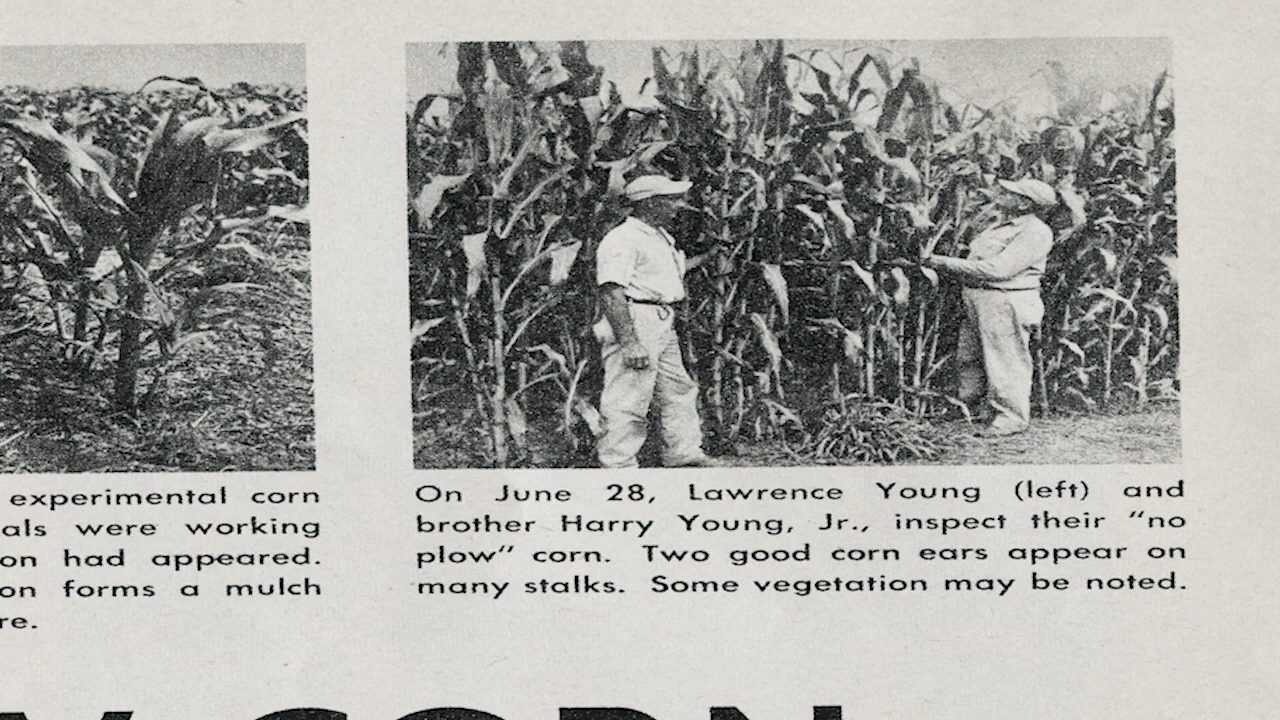 experimental corn
als were working
on had appeared.
on forms a mulch
re.
On June 28, Lawrence Young (left) and
brother Harry Young, Jr., inspect their “no
plow” corn. Two good corn ears appear on
many stalks. Some vegetation may be noted.
CORN